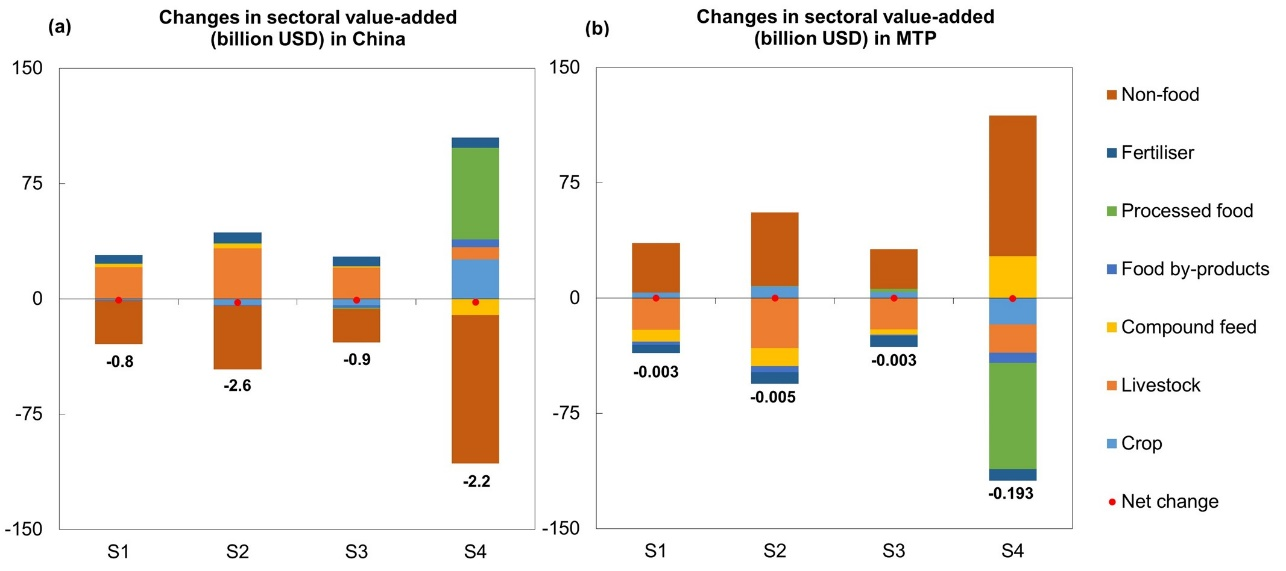 (a)
Changes in sectoral value-added
(billion USD) in China
150
75
0
-75
-150
-0.8
-2.6
-0.9
-2.2
S1
S2
S3
S4
(b)
Changes in sectoral value-added
(billion USD) in MTP
150
75
0
-75
-150
-0.003
-0.005
-0.003
-0.193
S1
S2
S3
S4
Non-food
Fertiliser
Processed food
Food by-products
Compound feed
Livestock
Crop
Net change